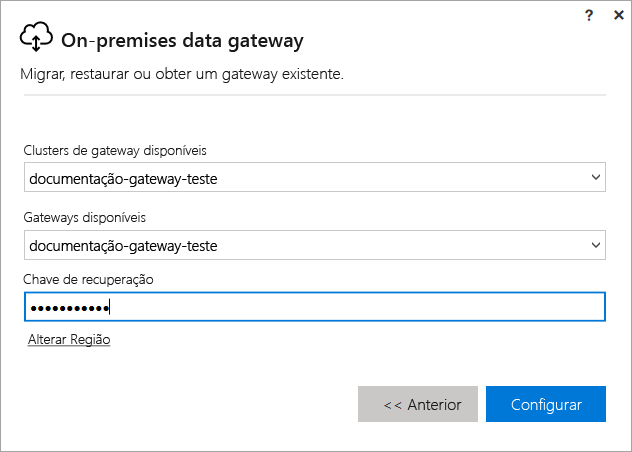 ? ×
On-premises data gateway
Migrar, restaurar ou obter um gateway existente.
Clusters de gateway disponíveis
documentação-gateway-teste
Gateways disponíveis
documentação-gateway-teste
Chave de recuperação
•••••••••••
Alterar Região
<< Anterior Configurar